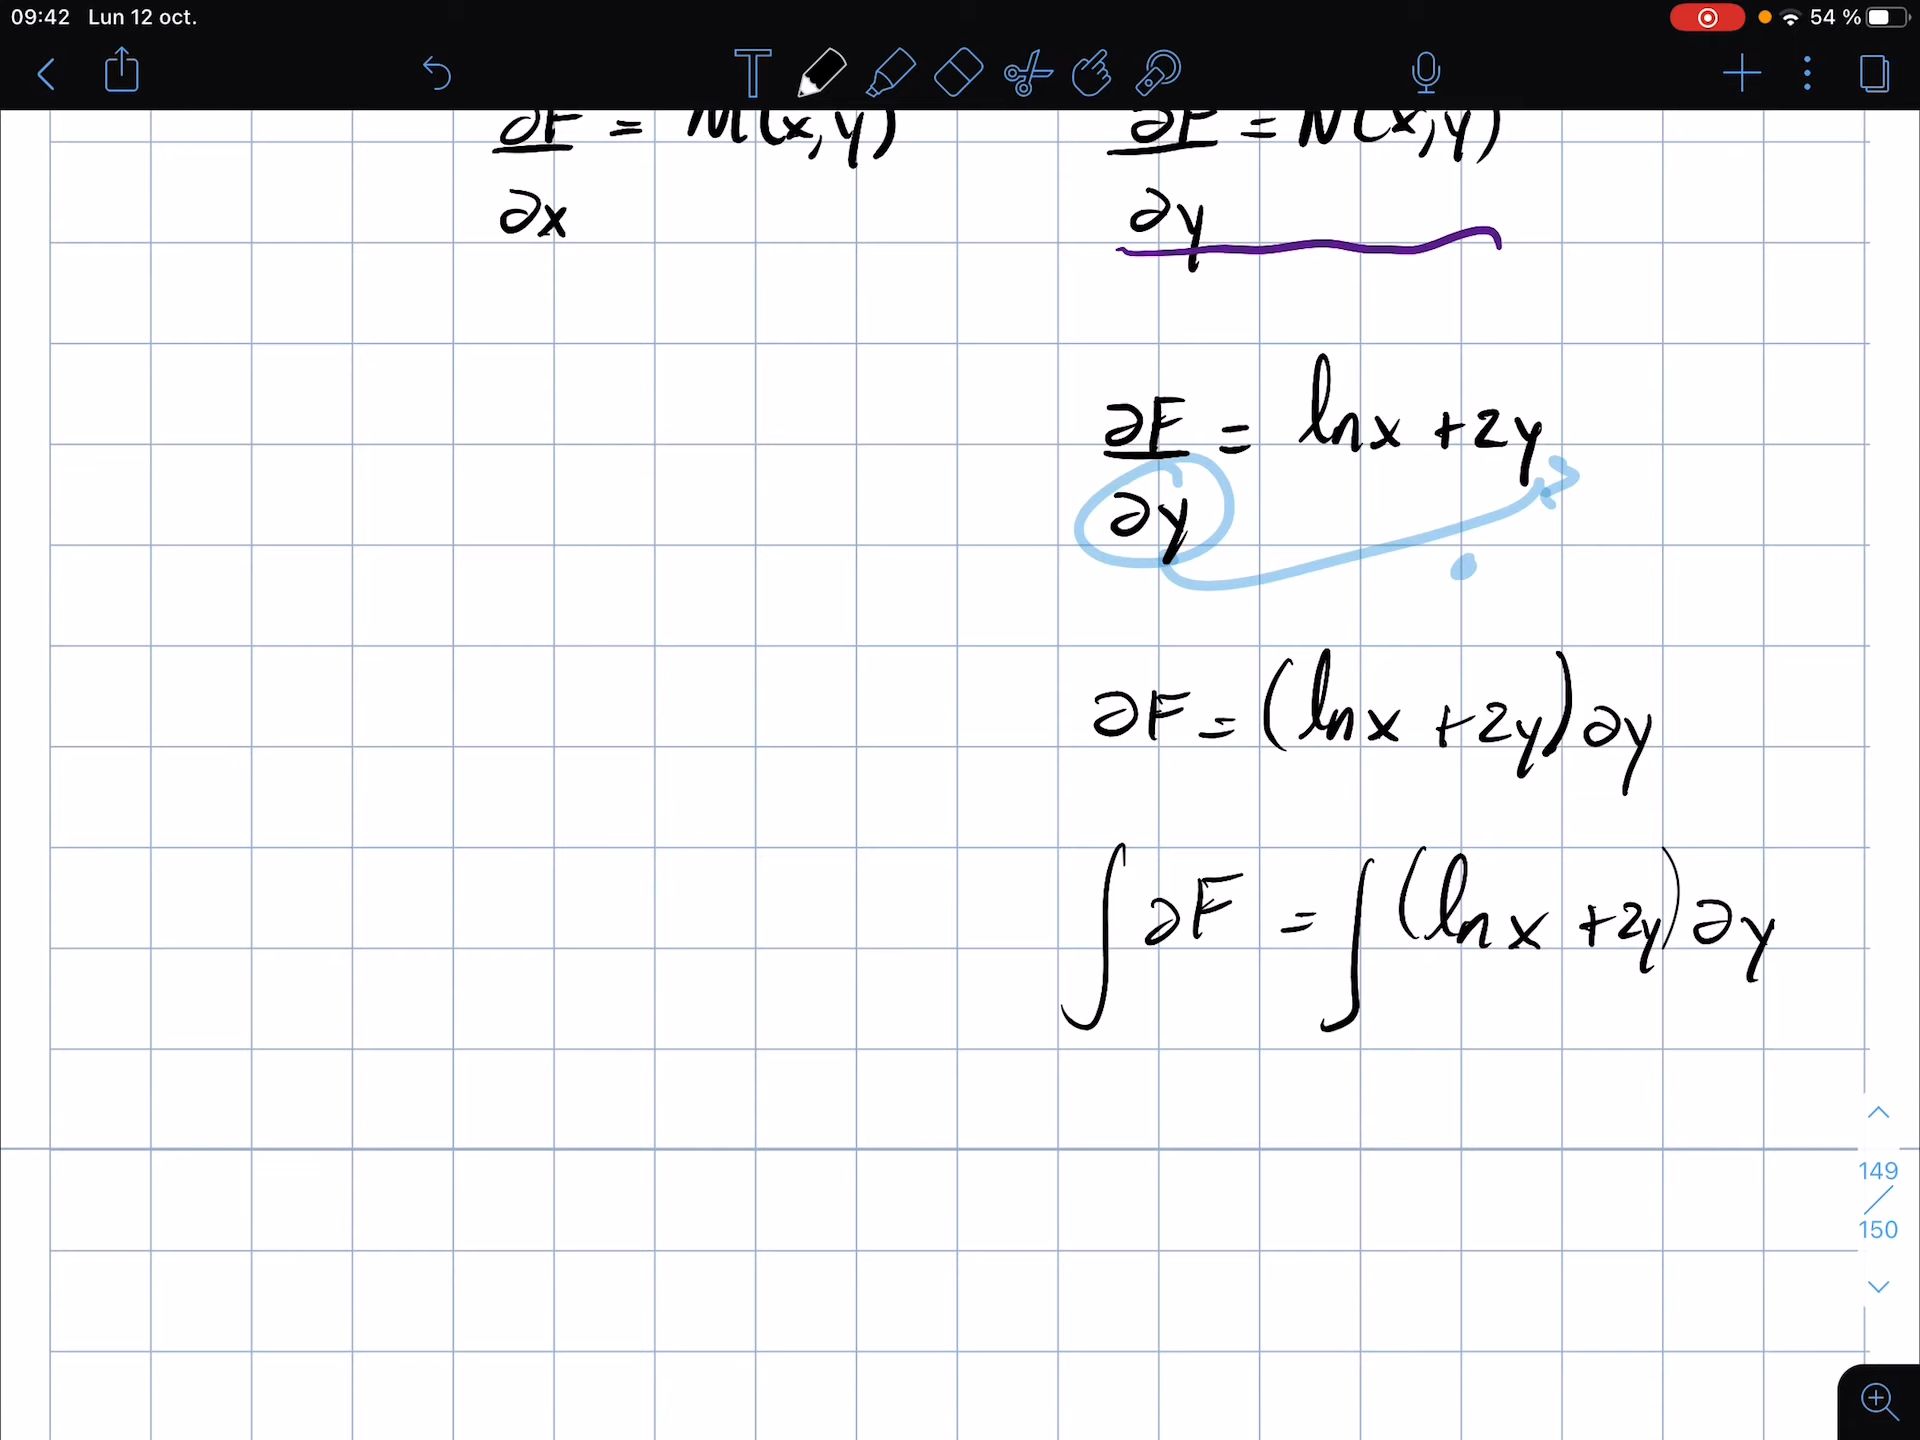 09:42 Lun 12 oct. 54 %
T
∂F = M(x,y) ∂F = N(x,y)
∂x ∂y
∂F = ln x + 2y
∂y
∂F = (ln x + 2y) ∂y
∫ ∂F = ∫ (ln x + 2y) ∂y
149
/
150